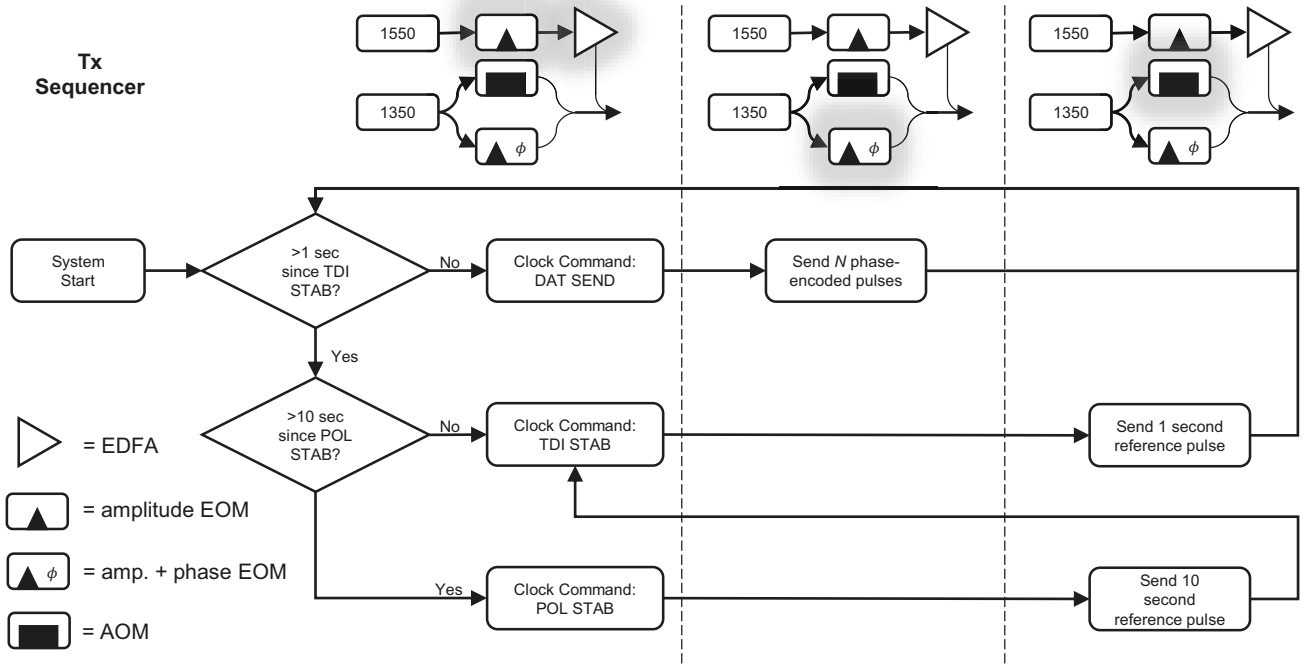 Tx
Sequencer
1550
1350
ϕ
1550
1350
ϕ
1550
1350
ϕ
System
Start
>1 sec
since TDI
STAB?
No
Clock Command:
DAT SEND
Send N phase-
encoded pulses
Yes
>10 sec
since POL
STAB?
No
Clock Command:
TDI STAB
Send 1 second
reference pulse
Yes
Clock Command:
POL STAB
Send 10
second
reference pulse
= EDFA
= amplitude EOM
ϕ
= amp. + phase EOM
= AOM